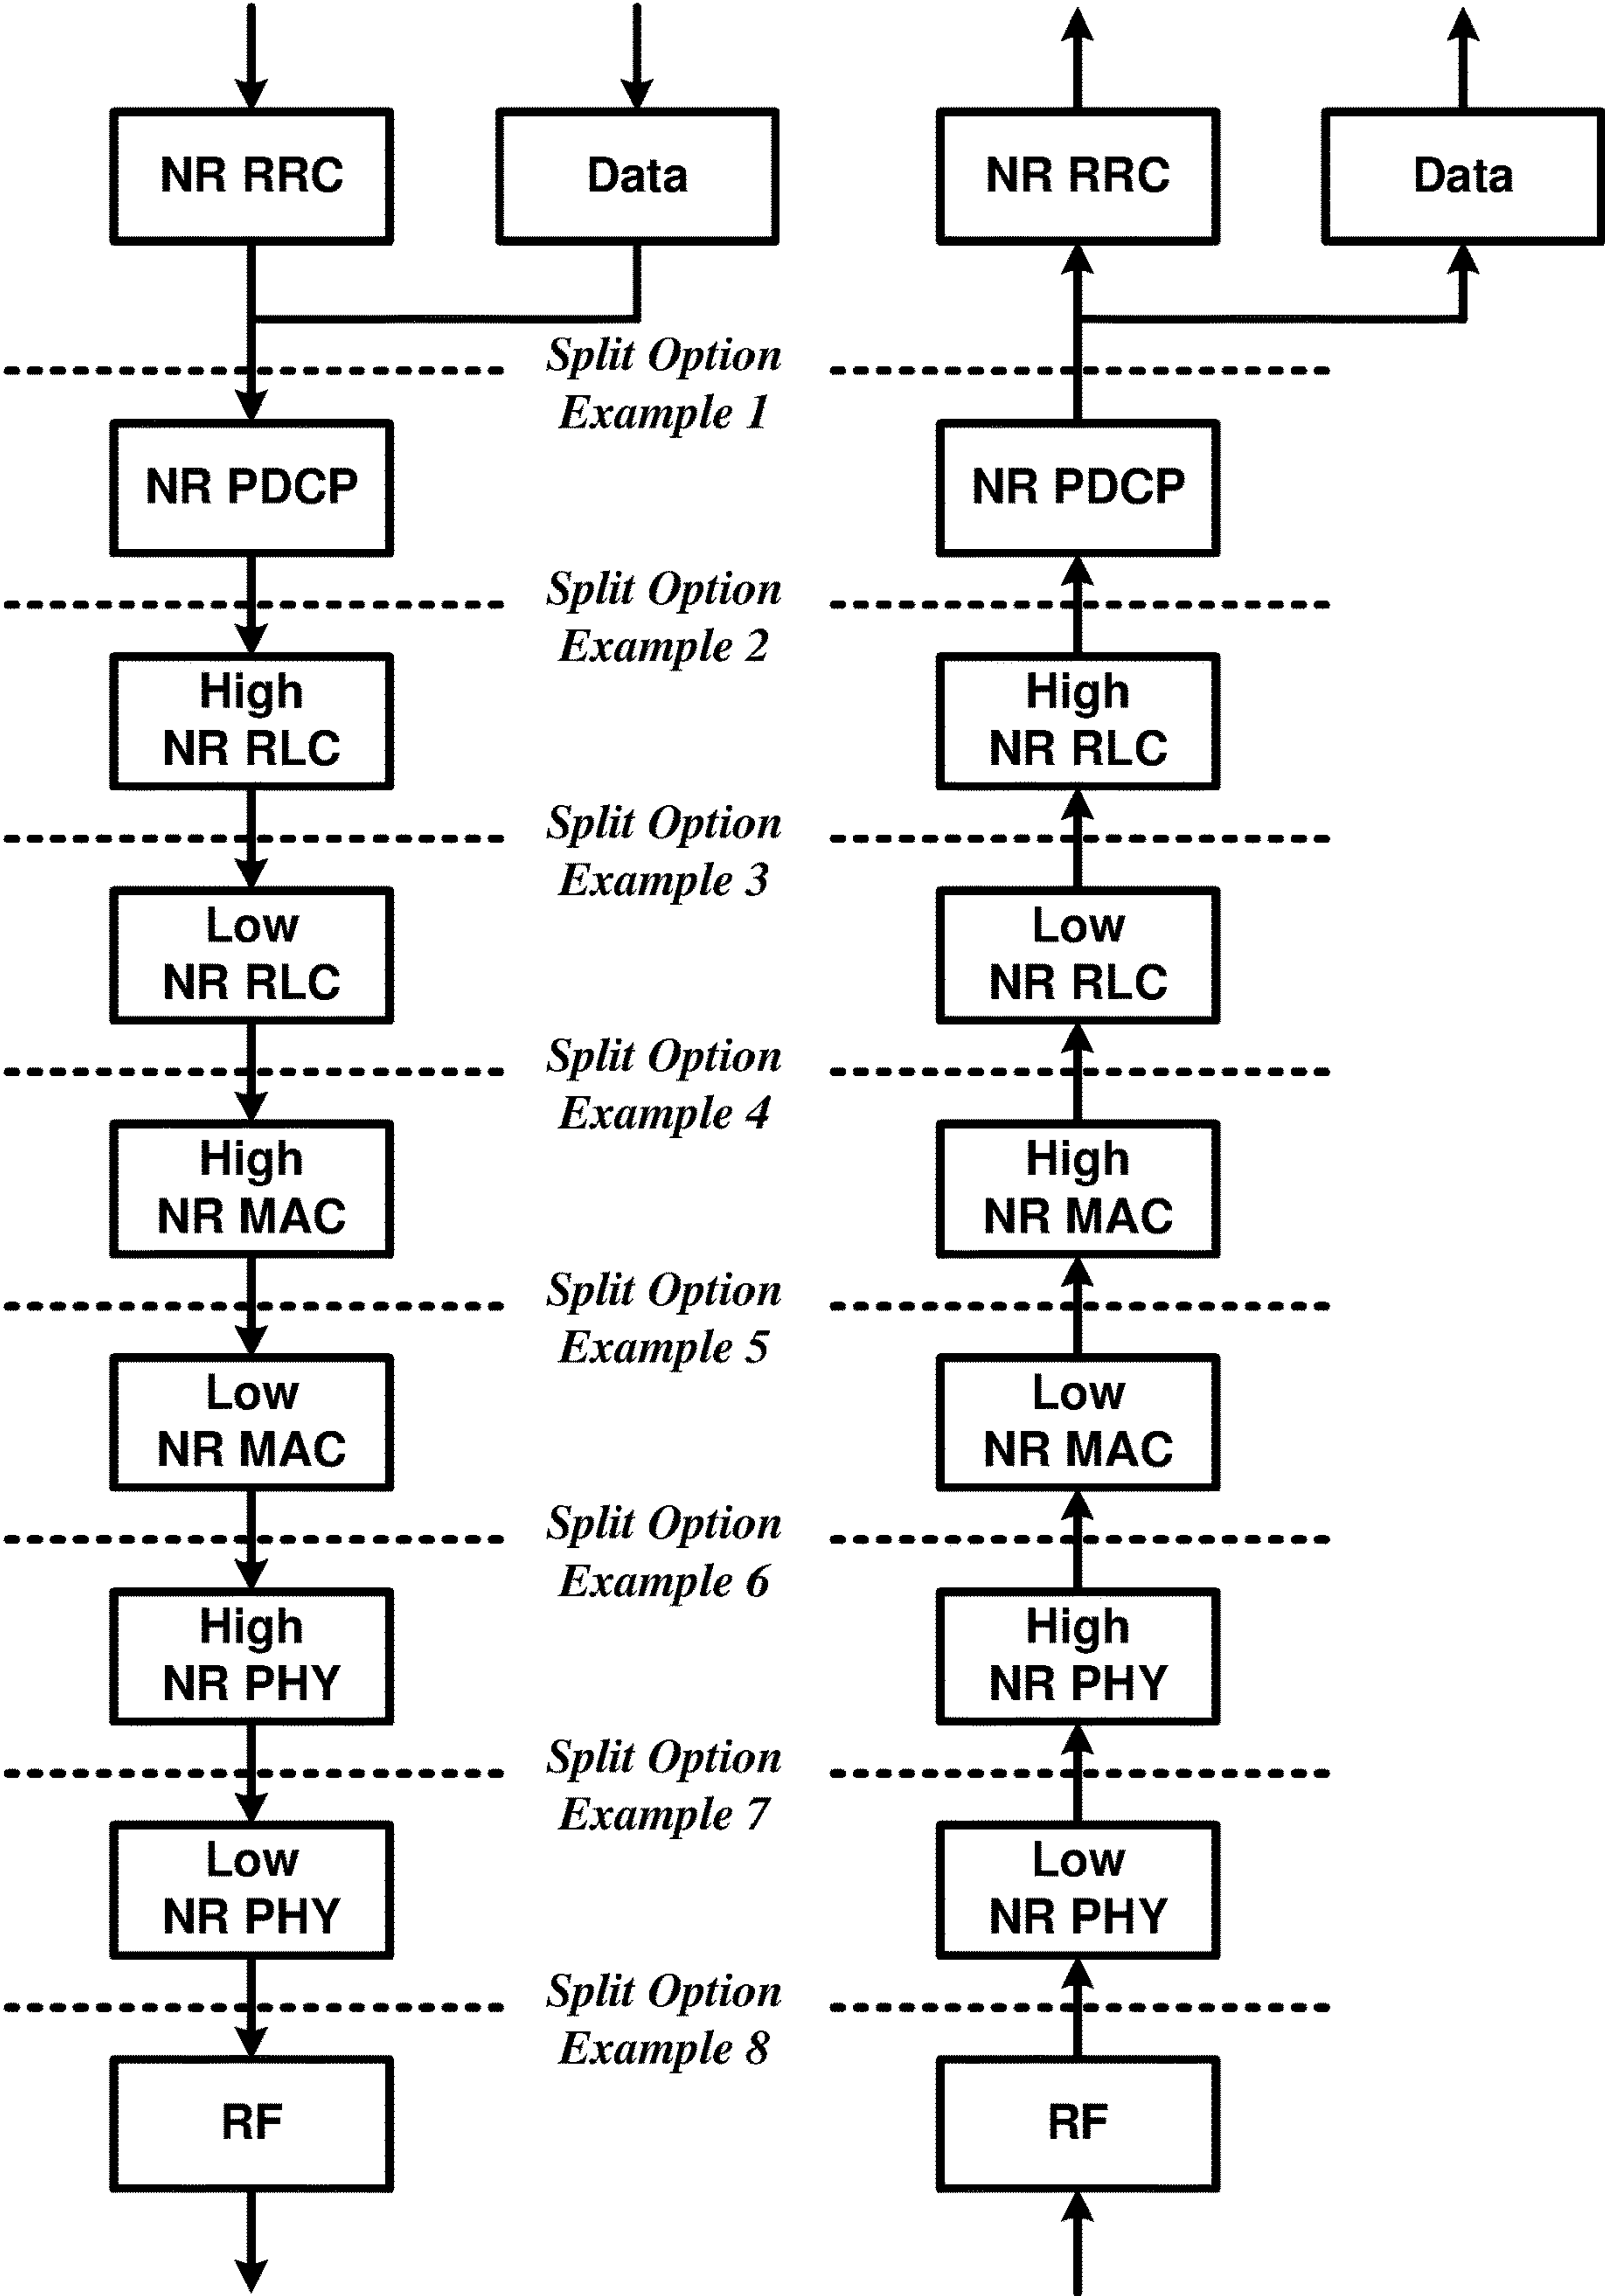 NR RRC
Data
NR RRC
Data
Split Option
Example 1
NR PDCP
NR PDCP
Split Option
Example 2
High
NR RLC
High
NR RLC
Split Option
Example 3
Low
NR RLC
Low
NR RLC
Split Option
Example 4
High
NR MAC
High
NR MAC
Split Option
Example 5
Low
NR MAC
Low
NR MAC
Split Option
Example 6
High
NR PHY
High
NR PHY
Split Option
Example 7
Low
NR PHY
Low
NR PHY
Split Option
Example 8
RF
RF